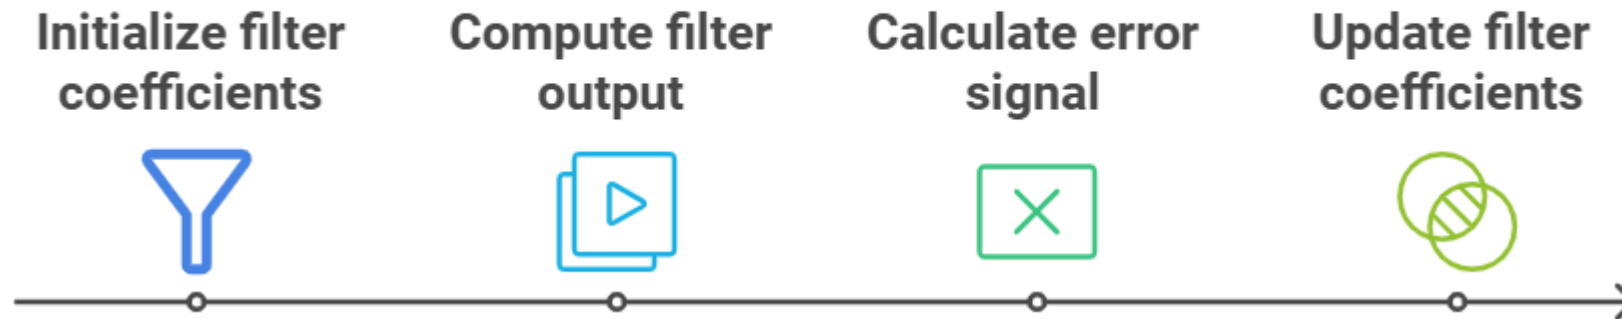 Initialize filter
coefficients
Compute filter
output
Calculate error
signal
Update filter
coefficients